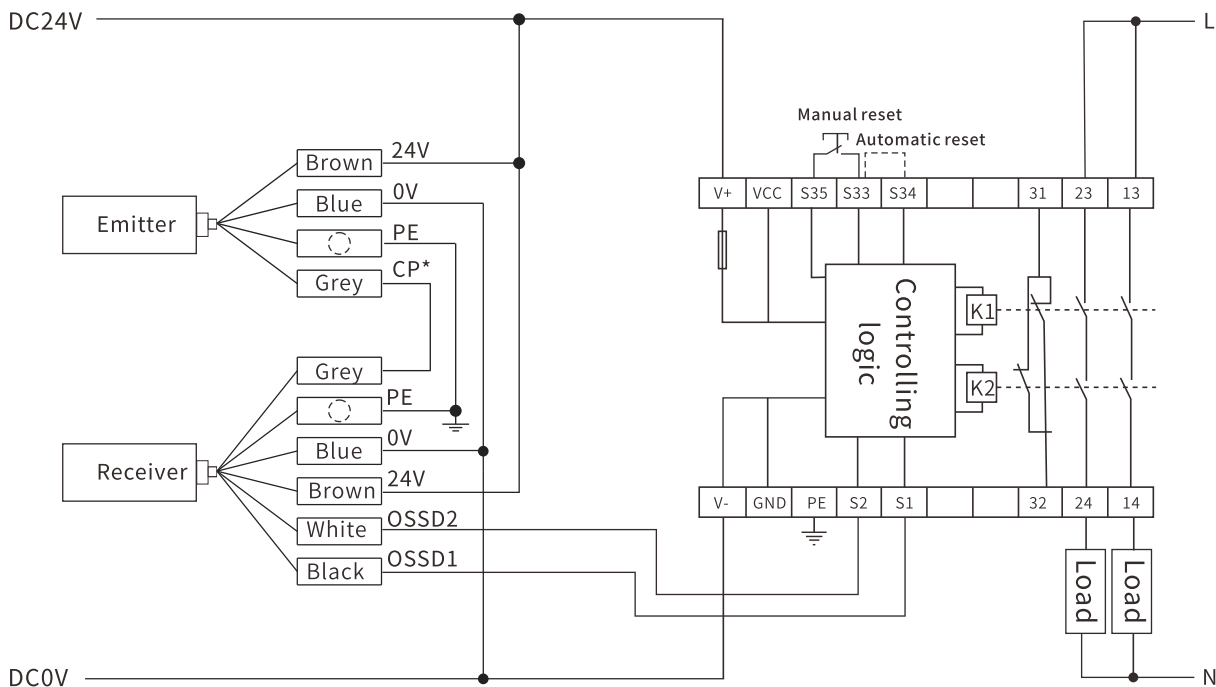 DC24V
L
Manual reset
Automatic reset
Brown 24V
Blue 0V
PE
Grey CP*
Emitter
V+ VCC S35 S33 S34 31 23 13
Controlling
logic
K1
K2
Grey
PE
Blue 0V
Brown 24V
White OSSD2
Black OSSD1
Receiver
V- GND PE S2 S1 32 24 14
Load
Load
DC0V
N